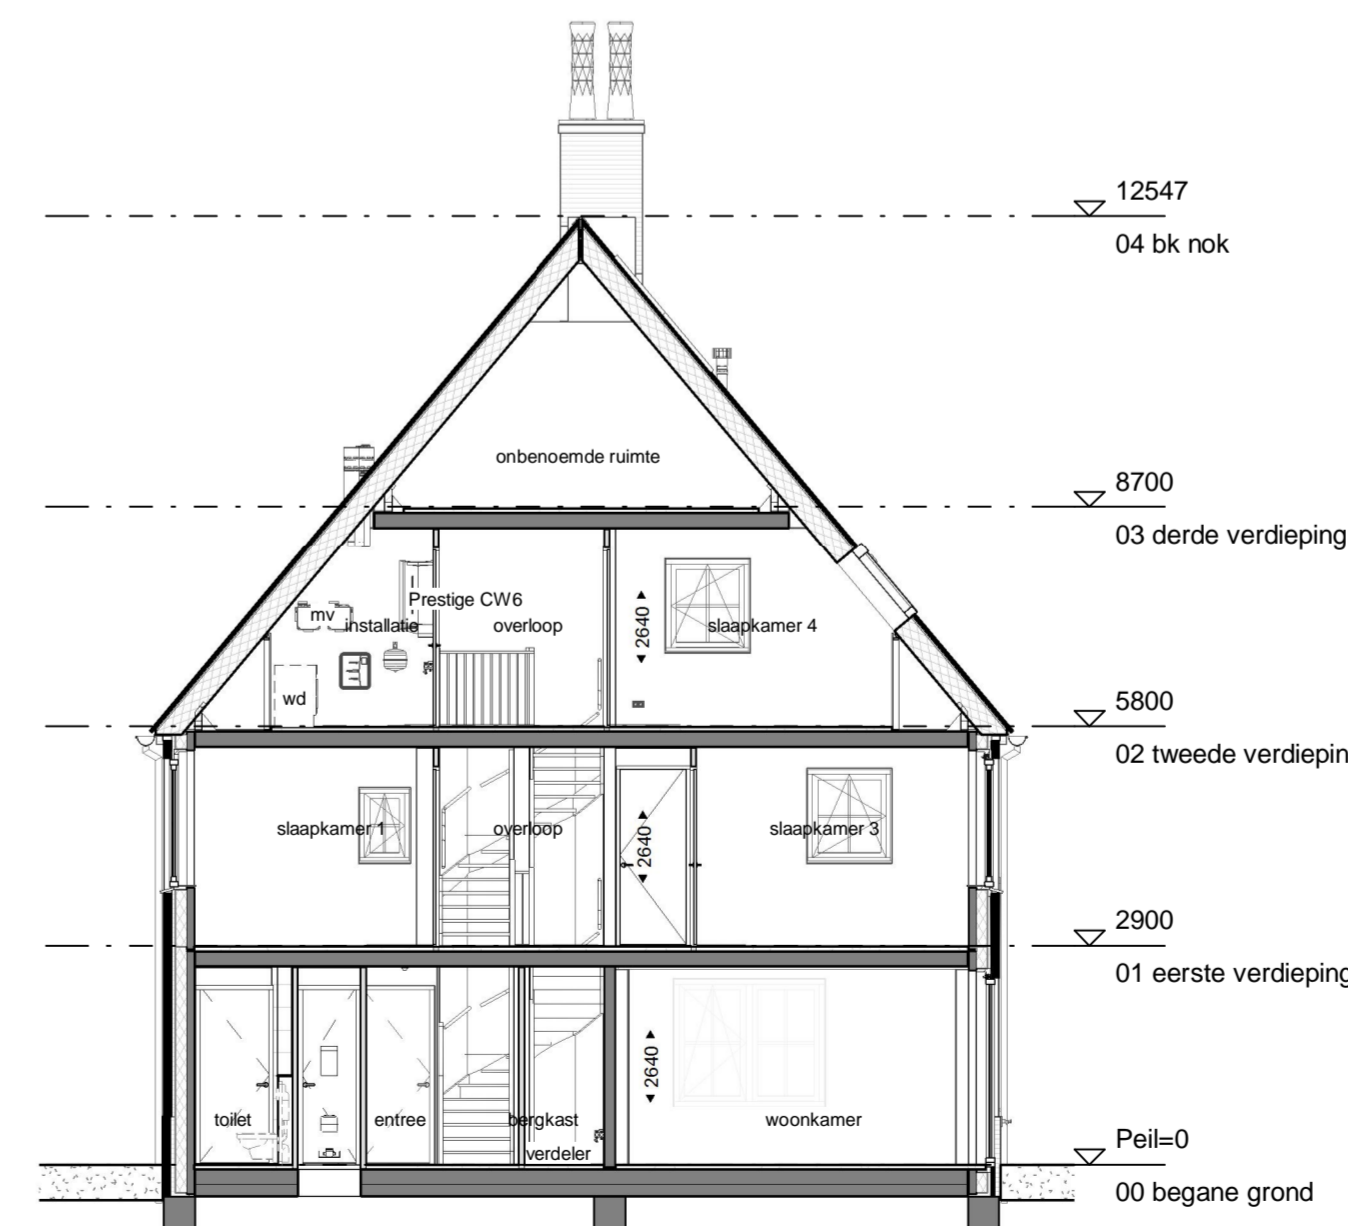 12547
04 bk nok
onbenoemde ruimte
8700
03 derde verdieping
Prestige CW6
mv
installatie
overloop
2640
slaapkamer 4
wd
5800
02 tweede verdiepin
slaapkamer 1
overloop
2640
slaapkamer 3
2900
01 eerste verdieping
2640
toilet
entree
bergkast
woonkamer
verdeler
Peil=0
00 begane grond